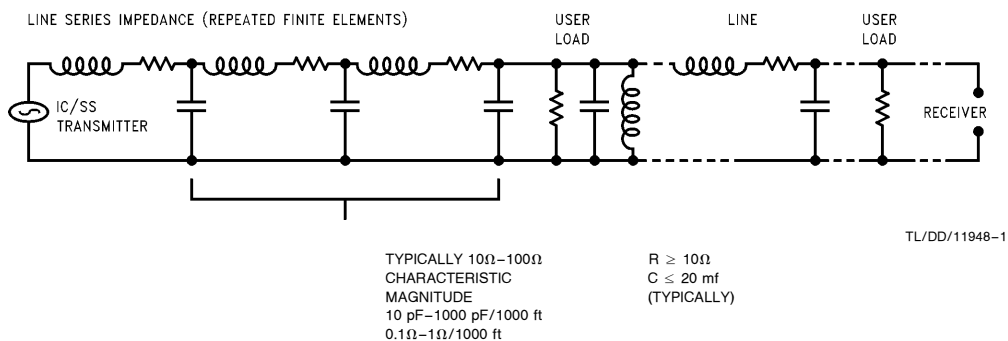 LINE SERIES IMPEDANCE (REPEATED FINITE ELEMENTS)
USER
LOAD
LINE
USER
LOAD
IC/SS
TRANSMITTER
RECEIVER
TL/DD/11948–1
TYPICALLY 10Ω–100Ω
CHARACTERISTIC
MAGNITUDE
10 pF–1000 pF/1000 ft
0.1Ω–1Ω/1000 ft
R ≥ 10Ω
C ≤ 20 mf
(TYPICALLY)